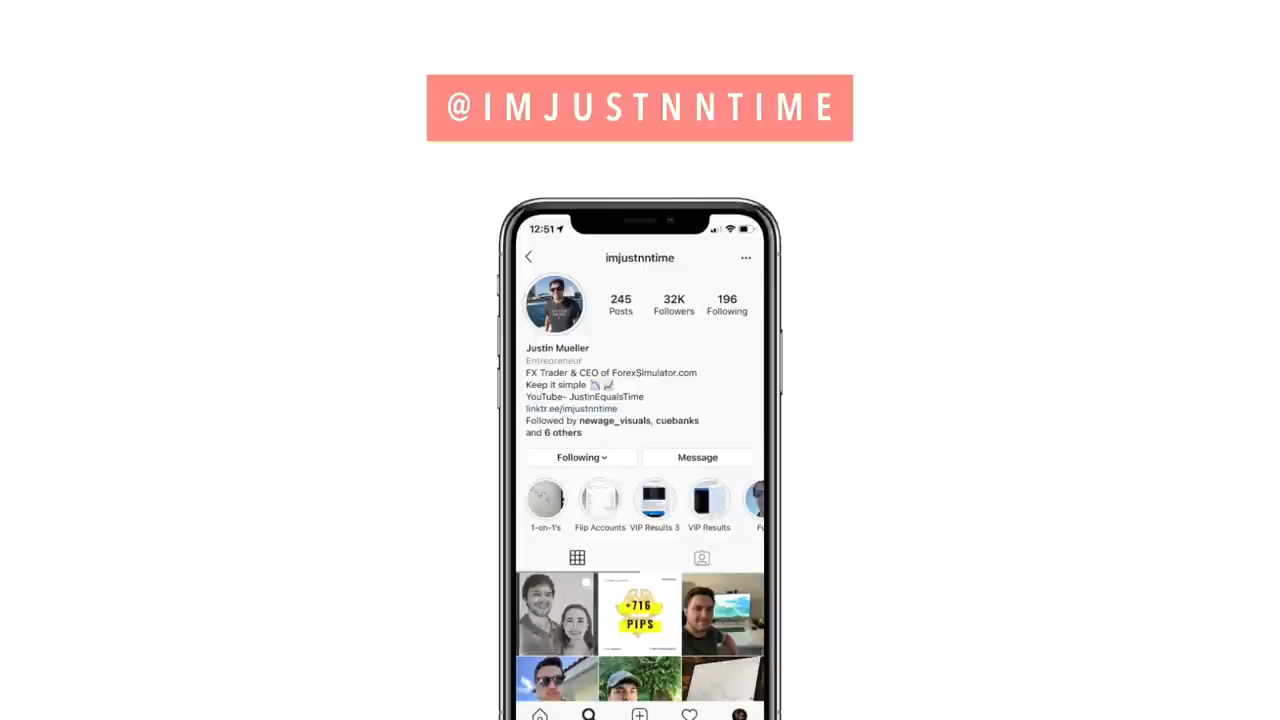 @IMJUSTNNTIME
12:51
imjustnntime
245 32K 196
Posts Followers Following
Justin Mueller
Entrepreneur
FX Trader & CEO of ForexSimulator.com
Keep it simple
YouTube- JustinEqualsTime
linktr.ee/imjustnntime
Followed by newage_visuals, cuebanks
and 6 others
Following Message
1-on-1's Flip Accounts VIP Results 3 VIP Results
+716
PIPS